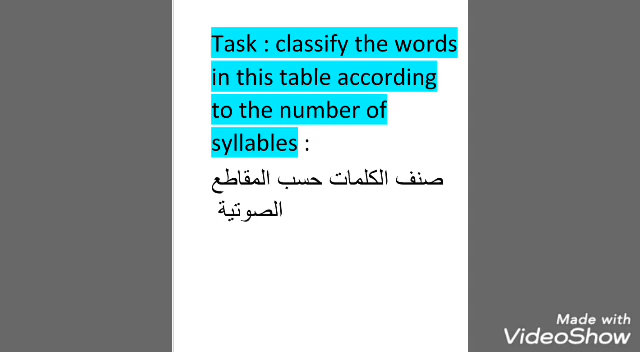 Task : classify the words
in this table according
to the number of
syllables :
صنف الكلمات حسب المقاطع
الصوتية
Made with
VideoShow